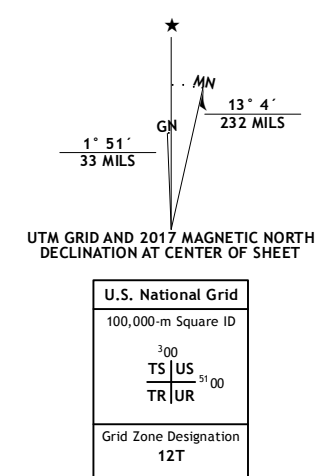 ★
MN
GN
13° 4´
232 MILS
1° 51´
33 MILS
UTM GRID AND 2017 MAGNETIC NORTH
DECLINATION AT CENTER OF SHEET
U.S. National Grid
100,000-m Square ID
³00
TS US
⁵¹00
TR UR
Grid Zone Designation
12T